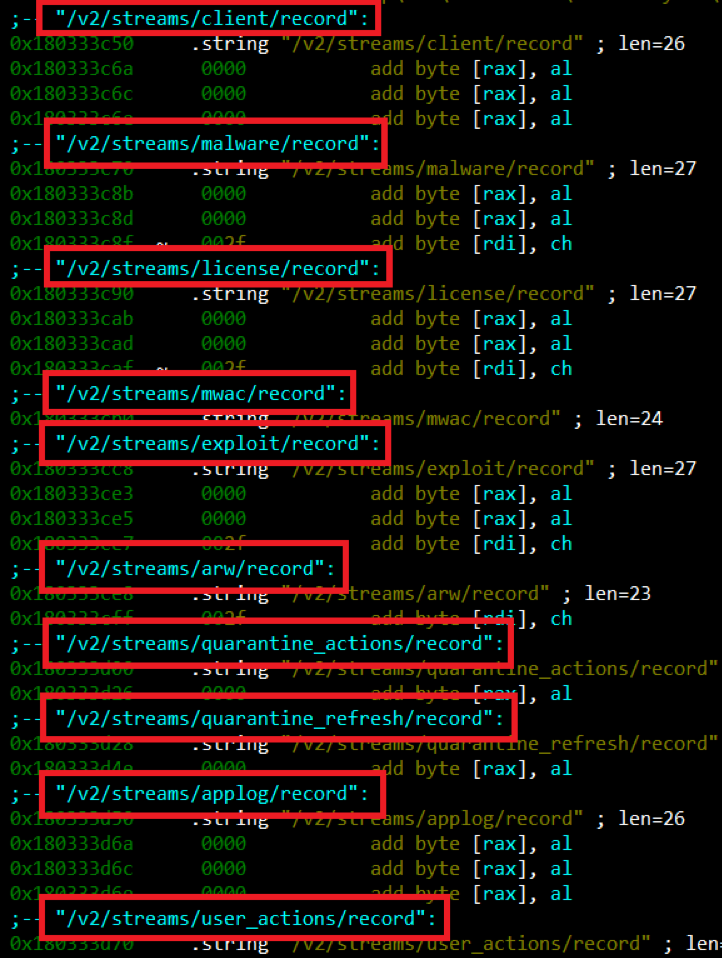 ;-- "/v2/streams/client/record":
0x180333c50 .string "/v2/streams/client/record" ; len=26
0x180333c6a 0000 add byte [rax], al
0x180333c6c 0000 add byte [rax], al
0x180333c6e 0000 add byte [rax], al
;-- "/v2/streams/malware/record":
0x180333c70 .string "/v2/streams/malware/record" ; len=27
0x180333c8b 0000 add byte [rax], al
0x180333c8d 0000 add byte [rax], al
0x180333c8f ~ 002f add byte [rdi], ch
;-- "/v2/streams/license/record":
0x180333c90 .string "/v2/streams/license/record" ; len=27
0x180333cab 0000 add byte [rax], al
0x180333cad 0000 add byte [rax], al
0x180333caf ~ 002f add byte [rdi], ch
;-- "/v2/streams/mwac/record":
0x180333cb0 .string "/v2/streams/mwac/record" ; len=24
;-- "/v2/streams/exploit/record":
0x180333cc8 .string "/v2/streams/exploit/record" ; len=27
0x180333ce3 0000 add byte [rax], al
0x180333ce5 0000 add byte [rax], al
0x180333ce7 002f add byte [rdi], ch
;-- "/v2/streams/arw/record":
0x180333ce8 .string "/v2/streams/arw/record" ; len=23
0x180333cff 002f add byte [rdi], ch
;-- "/v2/streams/quarantine_actions/record":
0x180333d00 .string "/v2/streams/quarantine_actions/record"
0x180333d26 0000 add byte [rax], al
;-- "/v2/streams/quarantine_refresh/record":
0x180333d28 .string "/v2/streams/quarantine_refresh/record"
0x180333d4e 0000 add byte [rax], al
;-- "/v2/streams/applog/record":
0x180333d50 .string "/v2/streams/applog/record" ; len=26
0x180333d6a 0000 add byte [rax], al
0x180333d6c 0000 add byte [rax], al
0x180333d6e 0000 add byte [rax], al
;-- "/v2/streams/user_actions/record":
0x180333d70 .string "/v2/streams/user_actions/record" ; len=